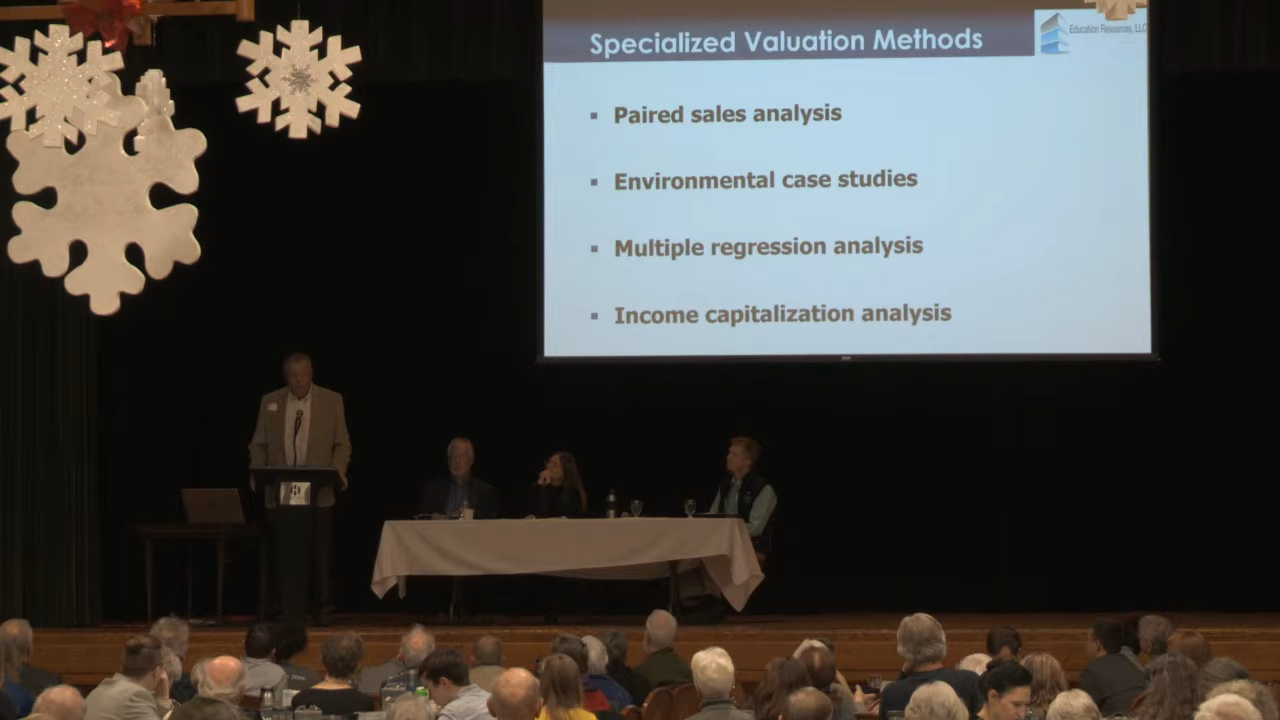 Specialized Valuation Methods
Education Resources, LLC
▪ Paired sales analysis
▪ Environmental case studies
▪ Multiple regression analysis
▪ Income capitalization analysis